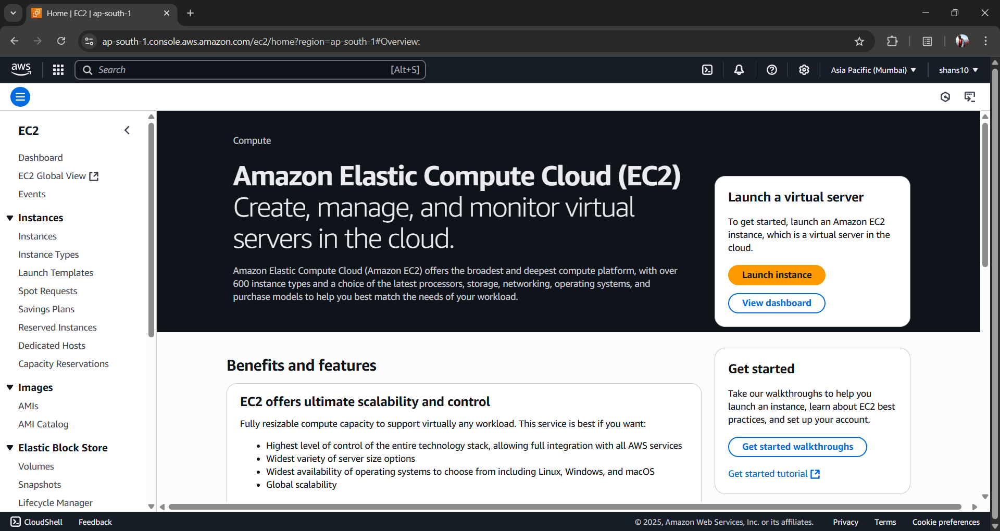 Home | EC2 | ap-south-1
ap-south-1.console.aws.amazon.com/ec2/home?region=ap-south-1#Overview:
aws
Search
[Alt+S]
Asia Pacific (Mumbai)
shans10
EC2
Dashboard
EC2 Global View
Events
Instances
Instances
Instance Types
Launch Templates
Spot Requests
Savings Plans
Reserved Instances
Dedicated Hosts
Capacity Reservations
Images
AMIs
AMI Catalog
Elastic Block Store
Volumes
Snapshots
Lifecycle Manager
Compute
Amazon Elastic Compute Cloud (EC2)
Create, manage, and monitor virtual
servers in the cloud.
Amazon Elastic Compute Cloud (Amazon EC2) offers the broadest and deepest compute platform, with over
600 instance types and a choice of the latest processors, storage, networking, operating systems, and
purchase models to help you best match the needs of your workload.
Launch a virtual server
To get started, launch an Amazon EC2
instance, which is a virtual server in the
cloud.
Launch instance
View dashboard
Benefits and features
EC2 offers ultimate scalability and control
Fully resizable compute capacity to support virtually any workload. This service is best if you want:
• Highest level of control of the entire technology stack, allowing full integration with all AWS services
• Widest variety of server size options
• Widest availability of operating systems to choose from including Linux, Windows, and macOS
• Global scalability
Get started
Take our walkthroughs to help you
launch an instance, learn about EC2 best
practices, and set up your account.
Get started walkthroughs
Get started tutorial
CloudShell
Feedback
© 2025, Amazon Web Services, Inc. or its affiliates.
Privacy
Terms
Cookie preferences